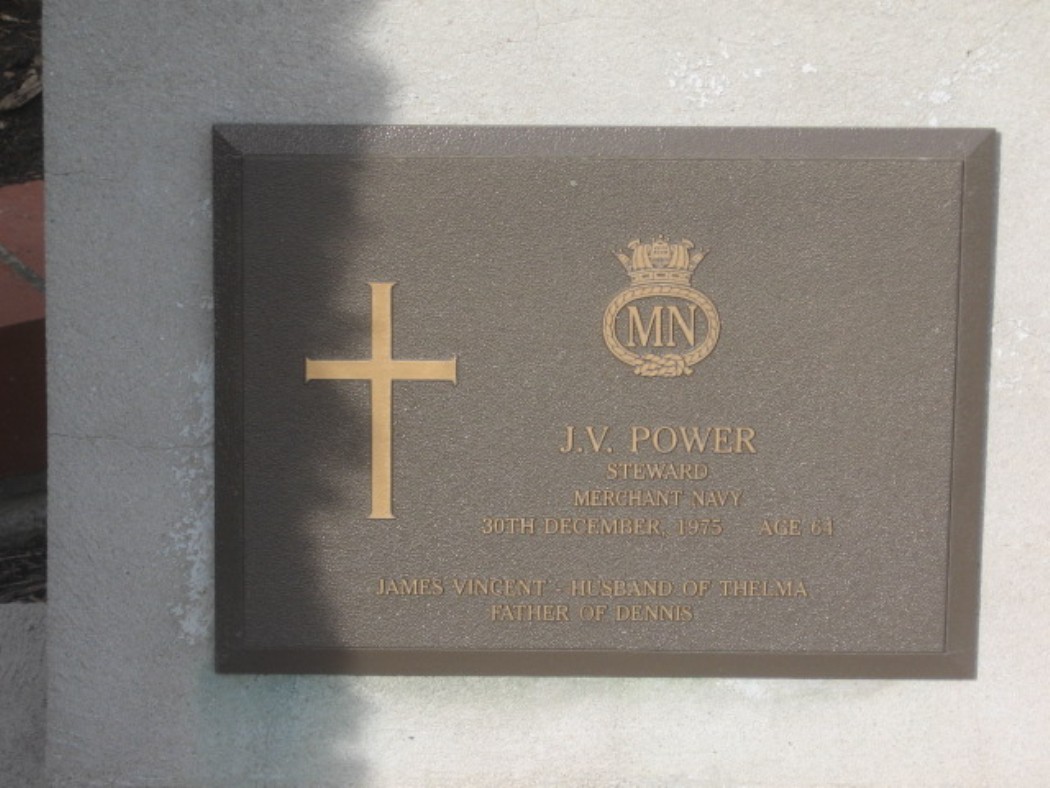 MN
J.V. POWER
STEWARD
MERCHANT NAVY
30TH DECEMBER, 1975 AGE 64
JAMES VINCENT - HUSBAND OF THELMA
FATHER OF DENNIS